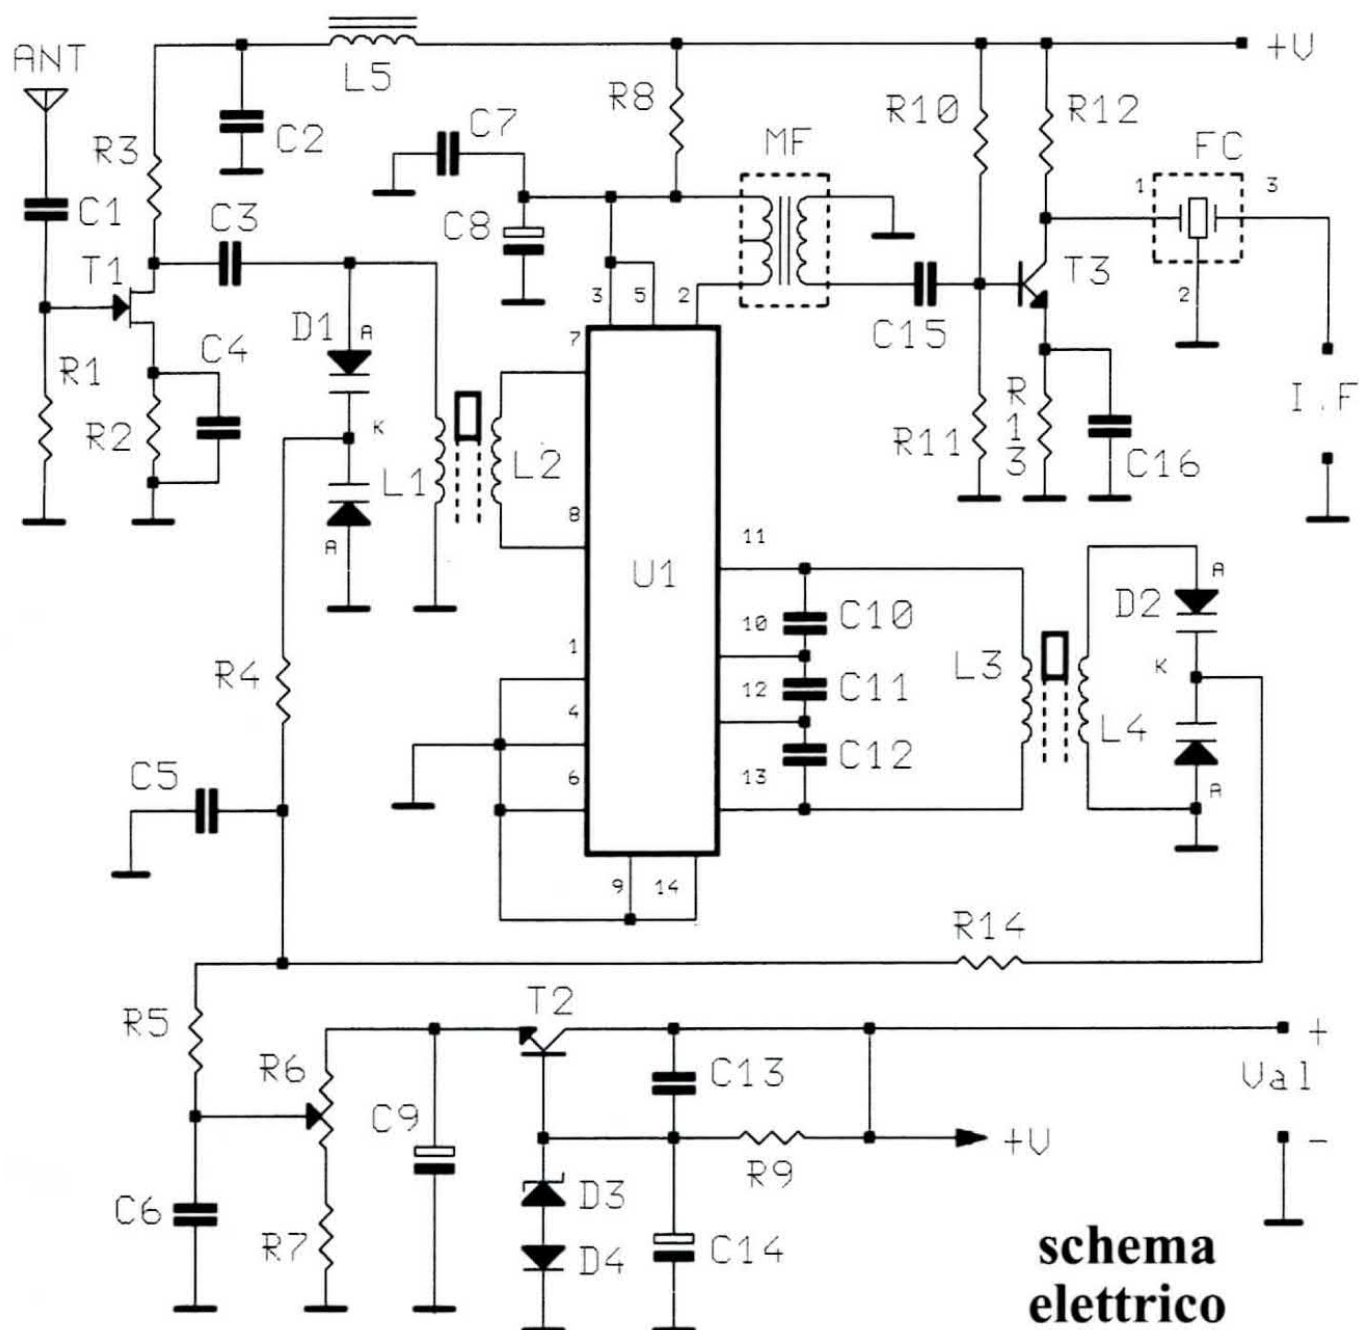 ANT
L5
+V
R3
C2
C7
R8
MF
R10
R12
FC
1
3
C1
C3
C8
T1
T3
2
3
5
2
C15
7
D1
A
C4
R1
R2
K
L1
L2
R11
R13
C16
I.F
8
A
11
U1
10
C10
D2
A
1
L3
K
R4
12
C11
4
L4
C5
6
13
C12
A
9
14
R14
R5
T2
+
R6
C13
Val
C9
+V
-
R9
D3
C6
R7
D4
C14
schema
elettrico